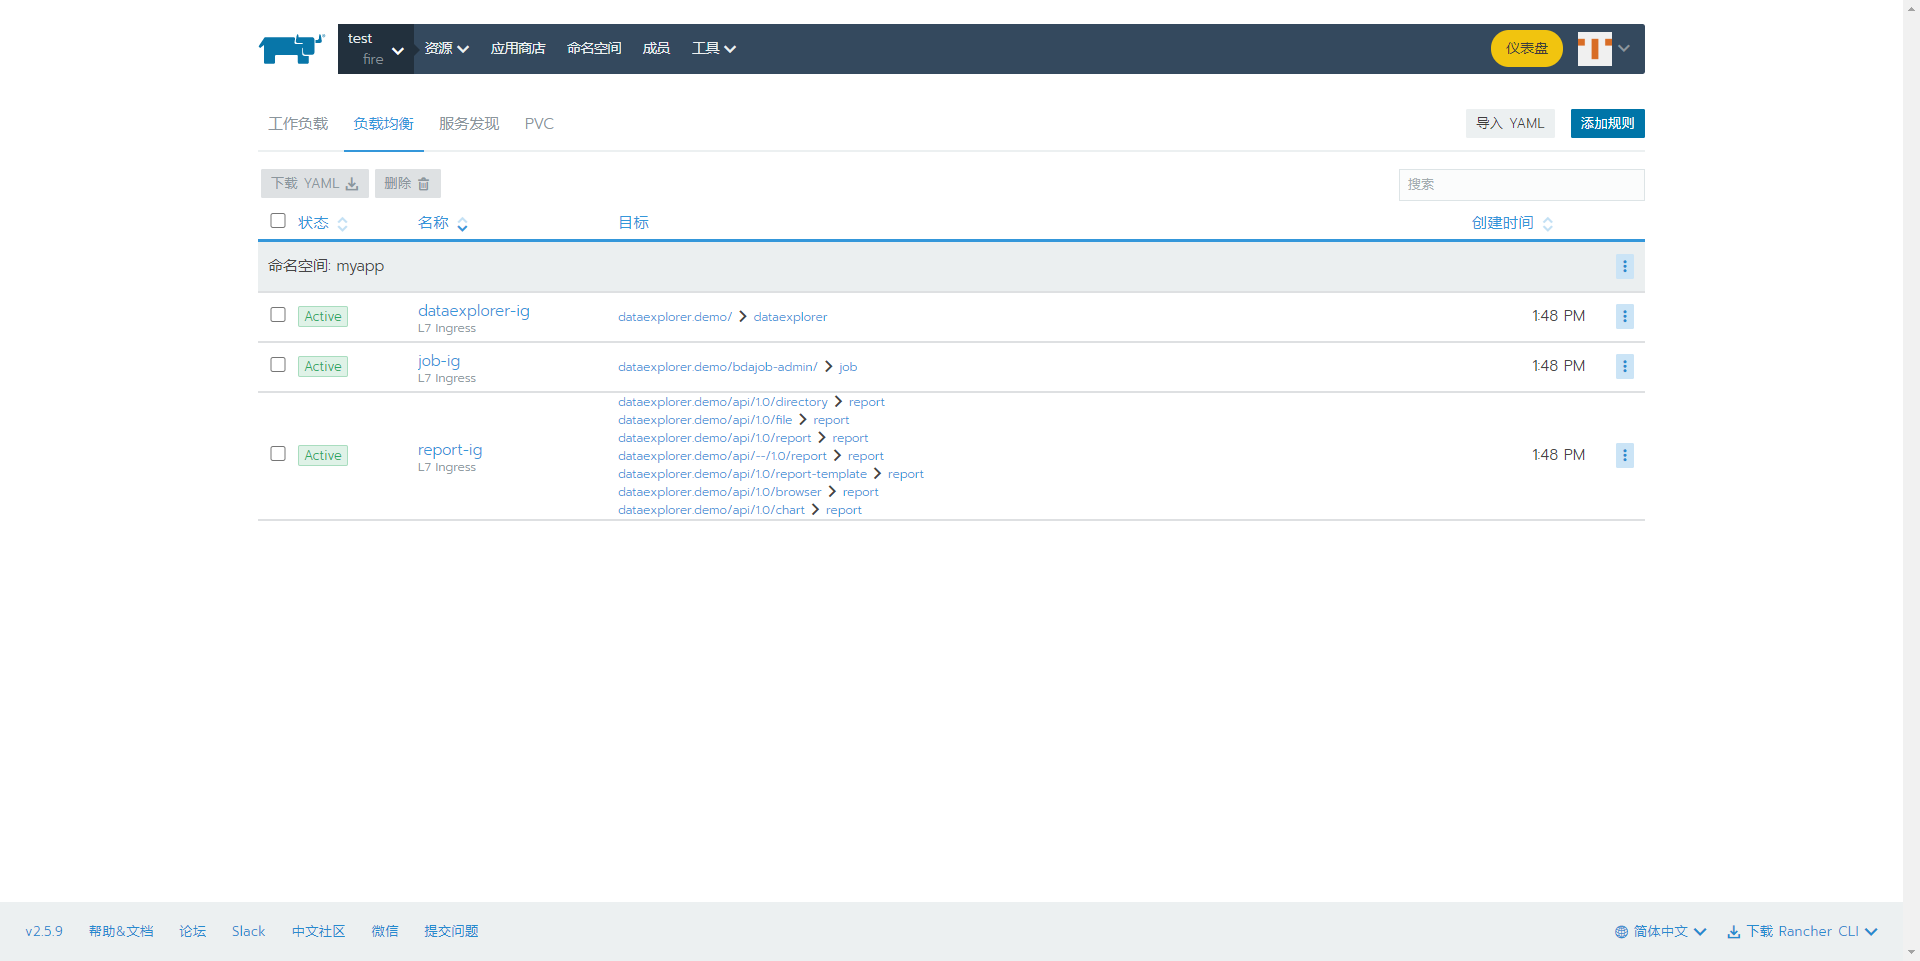 test
fire
资源
应用商店
命名空间
成员
工具
仪表盘
工作负载
负载均衡
服务发现
PVC
导入 YAML
添加规则
下载 YAML
删除
搜索
状态
名称
目标
创建时间
命名空间: myapp
Active
dataexplorer-ig
L7 Ingress
dataexplorer.demo/ > dataexplorer
1:48 PM
Active
job-ig
L7 Ingress
dataexplorer.demo/bdajob-admin/ > job
1:48 PM
Active
report-ig
L7 Ingress
dataexplorer.demo/api/1.0/directory > report
dataexplorer.demo/api/1.0/file > report
dataexplorer.demo/api/1.0/report > report
dataexplorer.demo/api/--/1.0/report > report
dataexplorer.demo/api/1.0/report-template > report
dataexplorer.demo/api/1.0/browser > report
dataexplorer.demo/api/1.0/chart > report
1:48 PM
v2.5.9
帮助&文档
论坛
Slack
中文社区
微信
提交问题
简体中文
下载 Rancher CLI